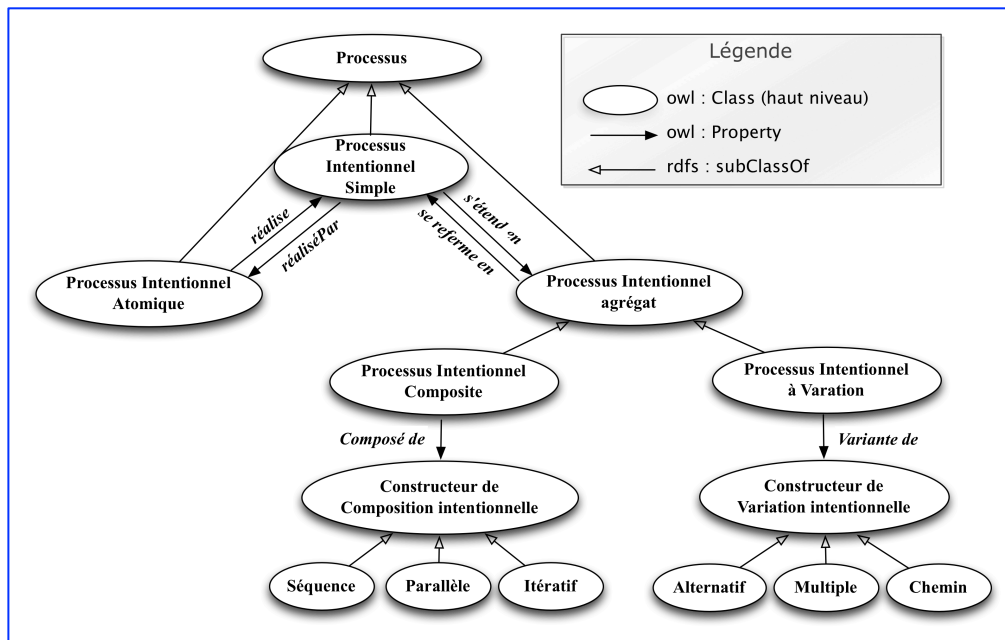 Processus
Légende
owl : Class (haut niveau)
owl : Property
rdfs : subClassOf
Processus
Intentionnel
Simple
réalise
réaliséPar
s'étend
se referme en
Processus Intentionnel
Atomique
Processus Intentionnel
agrégat
Processus Intentionnel
Composite
Processus Intentionnel
à Varation
Composé de
Variante de
Constructeur de
Composition intentionnelle
Constructeur de
Variation intentionnelle
Séquence
Parallèle
Itératif
Alternatif
Multiple
Chemin